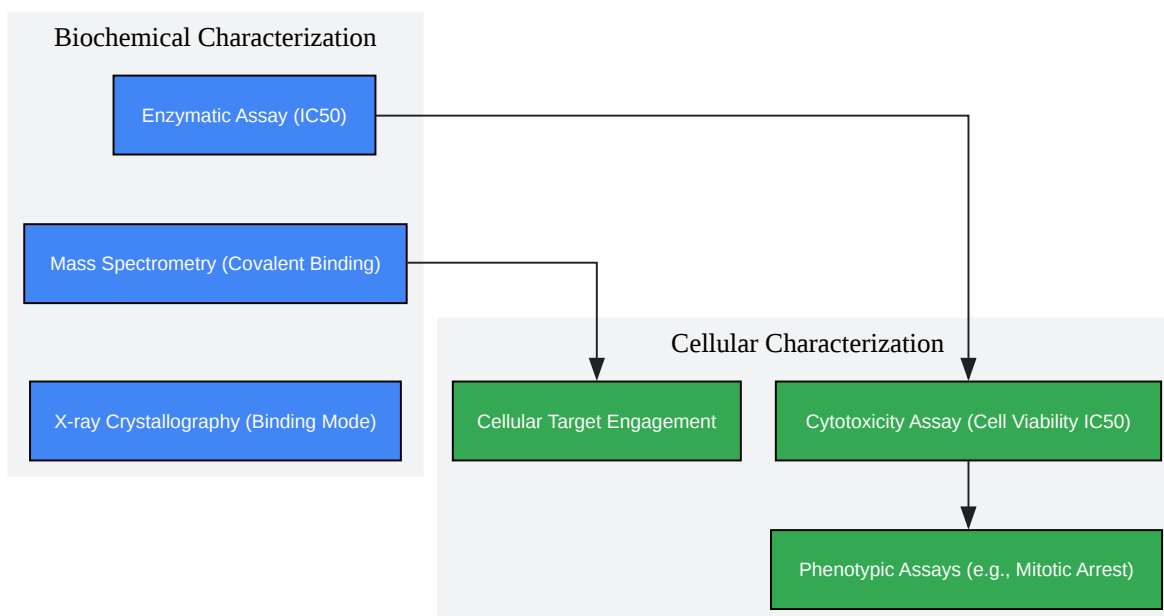 Biochemical Characterization
Enzymatic Assay (IC50)
Mass Spectrometry (Covalent Binding)
X-ray Crystallography (Binding Mode)
Cellular Characterization
Cellular Target Engagement
Cytotoxicity Assay (Cell Viability IC50)
Phenotypic Assays (e.g., Mitotic Arrest)